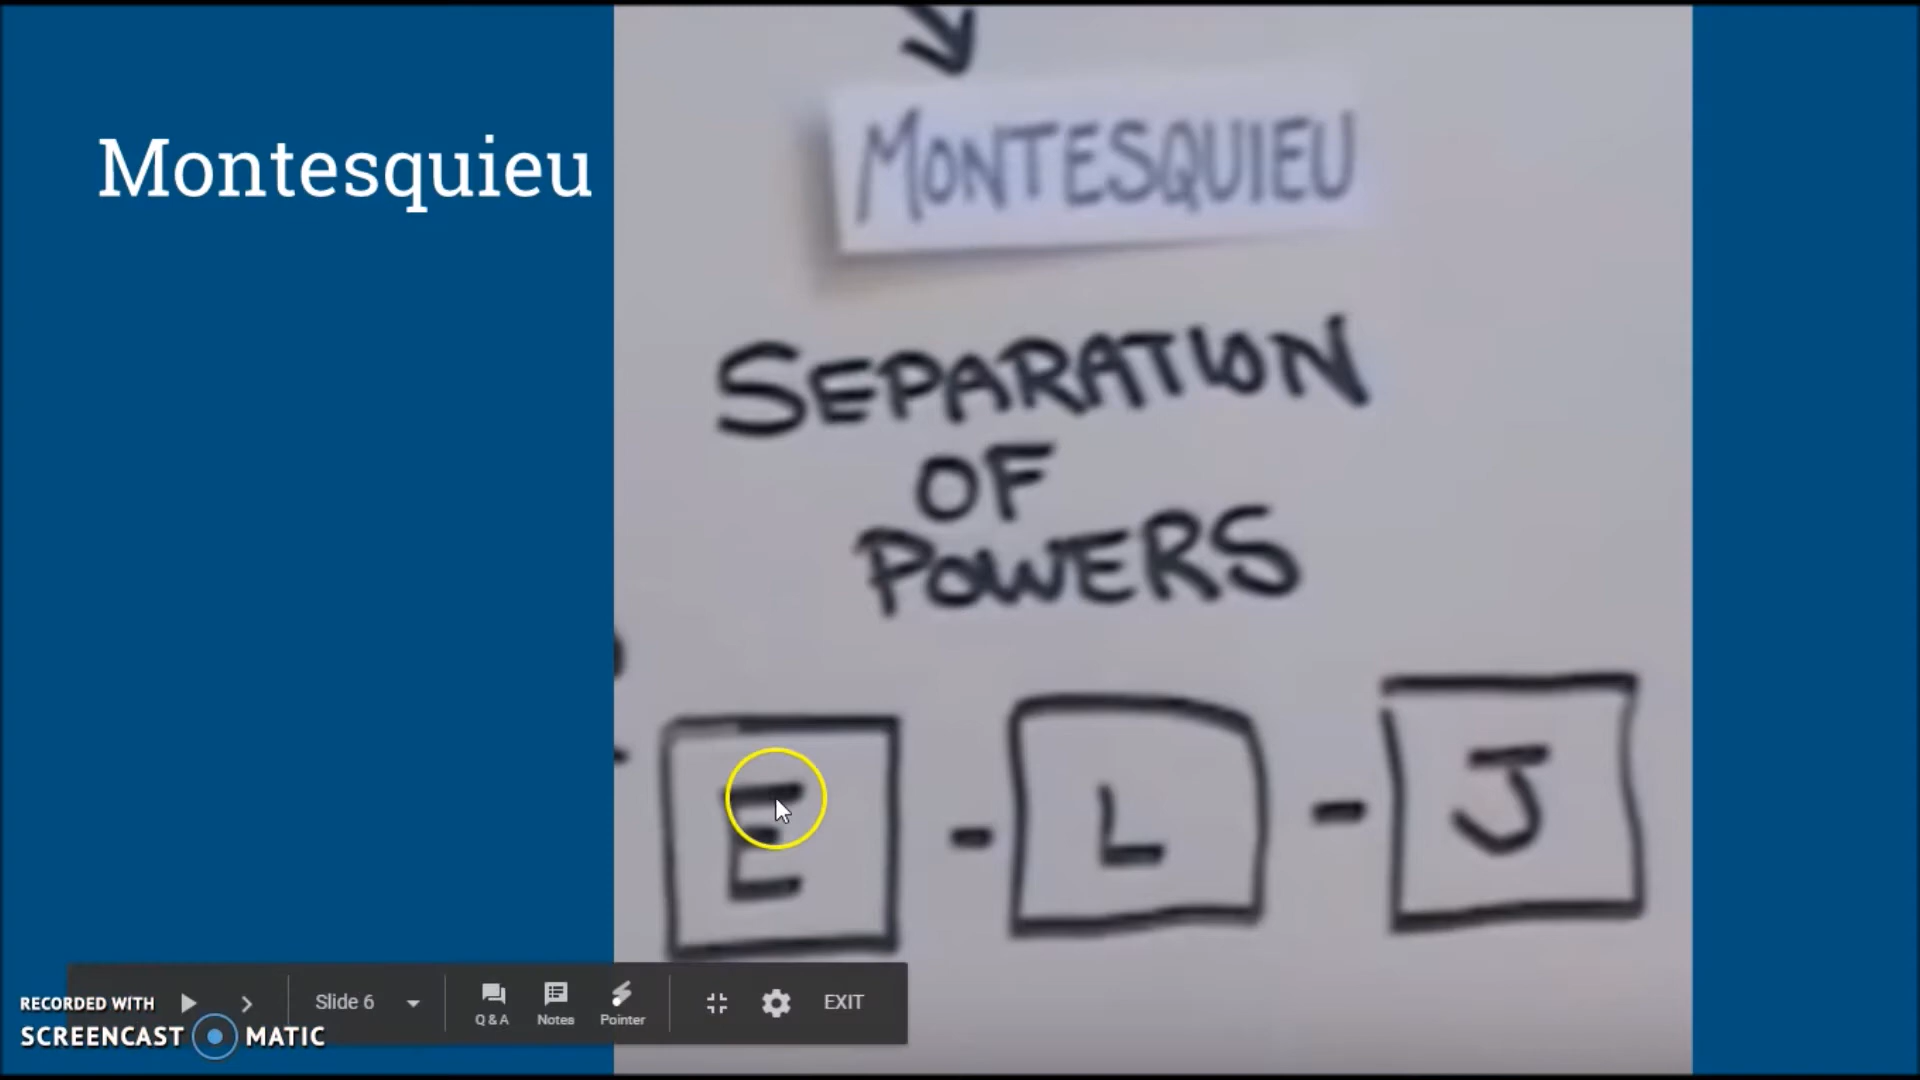 Montesquieu
MONTESQUIEU
SEPARATION
OF
POWERS
E - L - J
Slide 6
Q & A
Notes
Pointer
EXIT
RECORDED WITH
SCREENCAST MATIC